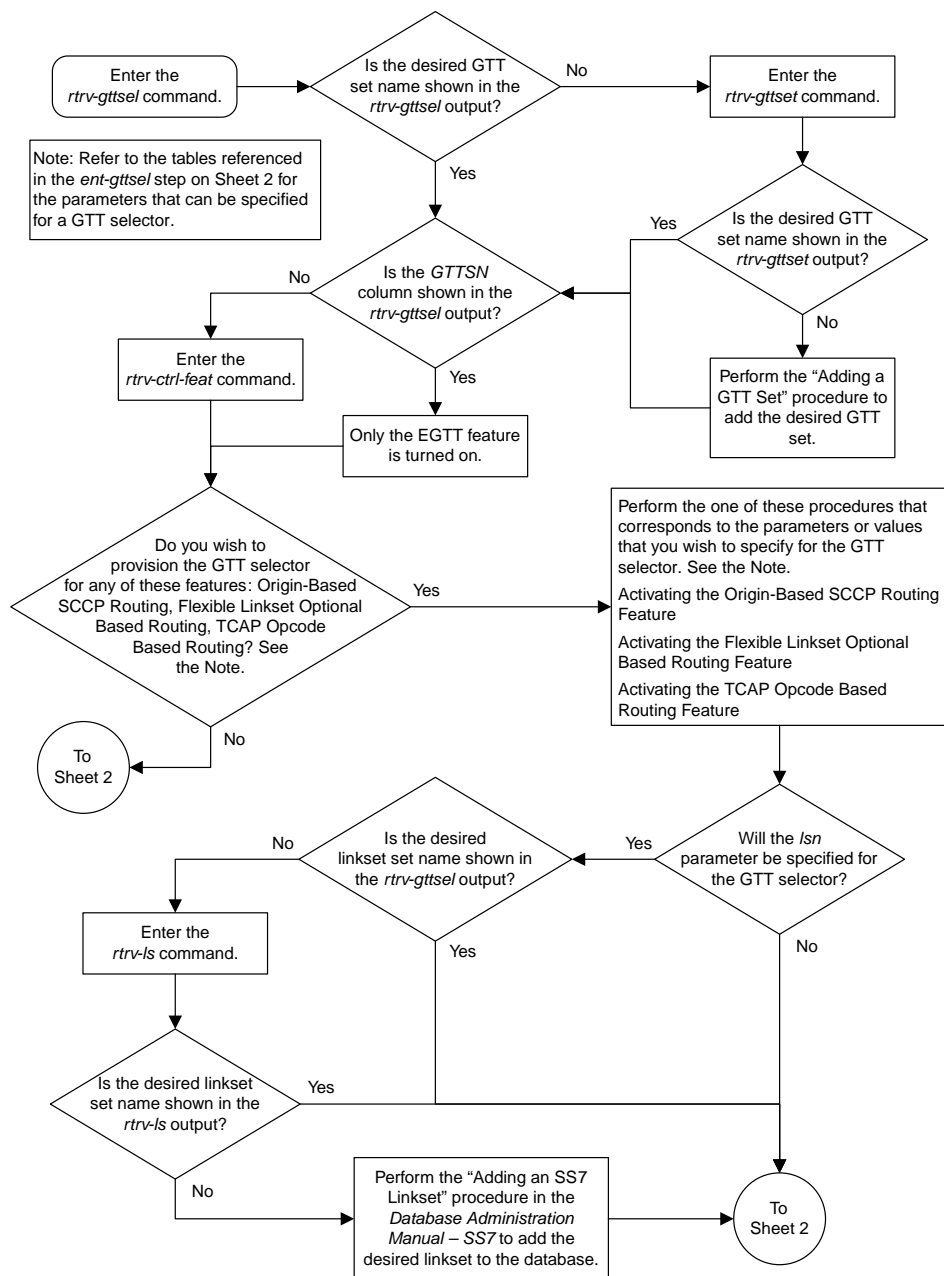 Enter the
rtrv-gttsel command.
Is the desired GTT
set name shown in the
rtrv-gttsel output?
No
Enter the
rtrv-gttset command.
Note: Refer to the tables referenced
in the ent-gttsel step on Sheet 2 for
the parameters that can be specified
for a GTT selector.
Yes
Yes
Is the desired GTT
set name shown in the
rtrv-gttset output?
No
Is the GTTSN
column shown in the
rtrv-gttsel output?
No
Enter the
rtrv-ctrl-feat command.
Yes
Perform the “Adding a
GTT Set” procedure to
add the desired GTT
set.
Only the EGTT feature
is turned on.
Do you wish to
provision the GTT selector
for any of these features: Origin-Based
SCCP Routing, Flexible Linkset Optional
Based Routing, TCAP Opcode
Based Routing? See
the Note.
Yes
Perform the one of these procedures that
corresponds to the parameters or values
that you wish to specify for the GTT
selector. See the Note.
Activating the Origin-Based SCCP Routing
Feature
Activating the Flexible Linkset Optional
Based Routing Feature
Activating the TCAP Opcode Based
Routing Feature
No
To
Sheet 2
Will the lsn
parameter be specified for
the GTT selector?
Yes
No
Is the desired
linkset set name shown in
the rtrv-gttsel output?
No
Yes
Enter the
rtrv-ls command.
Is the desired linkset
set name shown in the
rtrv-ls output?
Yes
No
Perform the “Adding an SS7
Linkset” procedure in the
Database Administration
Manual – SS7 to add the
desired linkset to the database.
To
Sheet 2